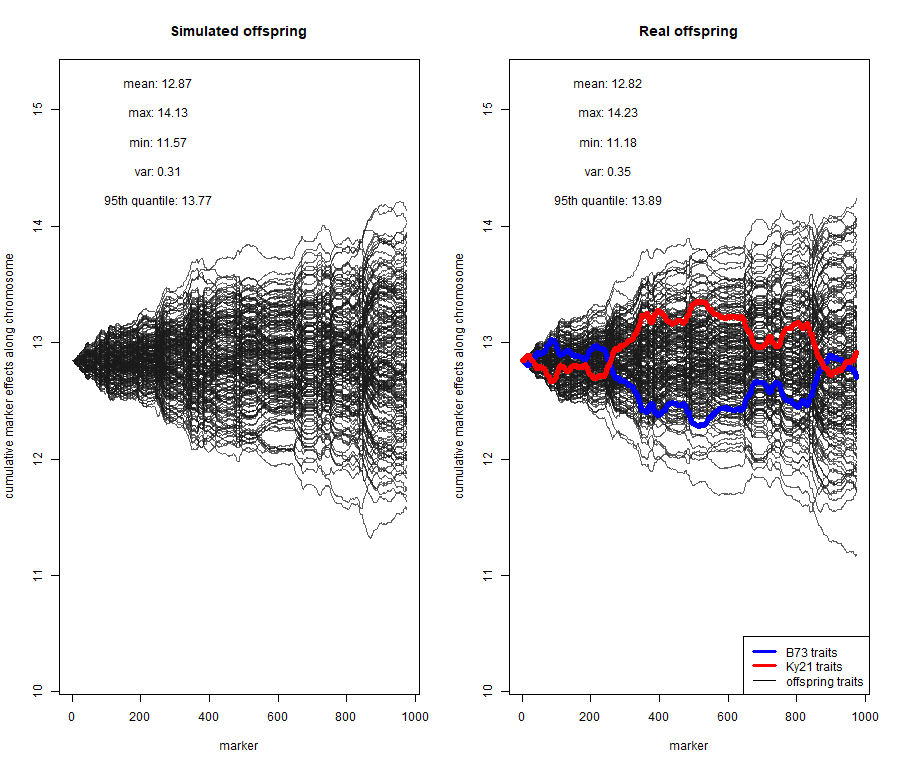 Simulated offspring
mean: 12.87
max: 14.13
min: 11.57
var: 0.31
95th quantile: 13.77
cumulative marker effects along chromosome
10
11
12
13
14
15
0
200
400
600
800
1000
marker
Real offspring
mean: 12.82
max: 14.23
min: 11.18
var: 0.35
95th quantile: 13.89
cumulative marker effects along chromosome
10
11
12
13
14
15
B73 traits
Ky21 traits
offspring traits
0
200
400
600
800
1000
marker